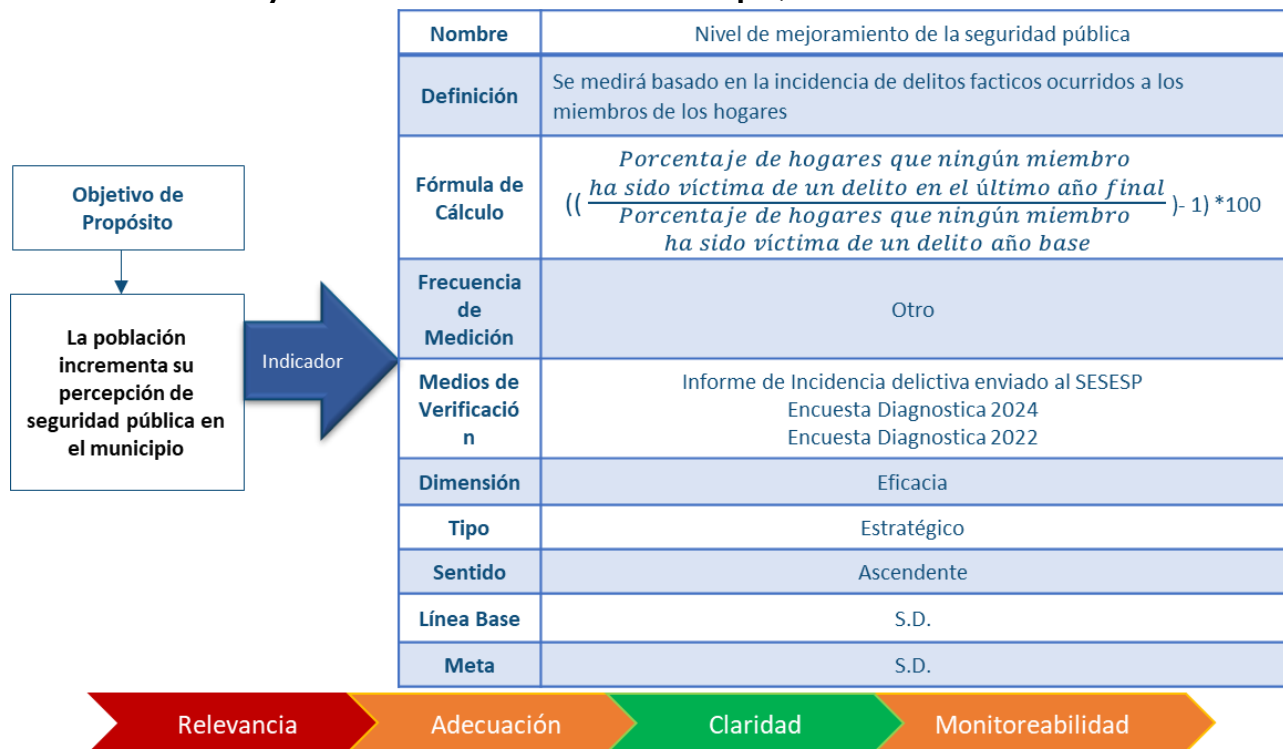 Objetivo de
Propósito
La población
incrementa su
percepción de
seguridad pública en
el municipio
Indicador
Nombre
Nivel de mejoramiento de la seguridad pública
Definición
Se medirá basado en la incidencia de delitos facticos ocurridos a los
miembros de los hogares
Fórmula de
Cálculo
Porcentaje de hogares que ningún miembro
ha sido víctima de un delito en el último año final
Porcentaje de hogares que ningún miembro
ha sido víctima de un delito año base
(( )- 1) *100
Frecuencia
de
Medición
Otro
Medios de
Verificació
n
Informe de Incidencia delictiva enviado al SESESP
Encuesta Diagnostica 2024
Encuesta Diagnostica 2022
Dimensión
Eficacia
Tipo
Estratégico
Sentido
Ascendente
Línea Base
S.D.
Meta
S.D.
Relevancia
Adecuación
Claridad
Monitoreabilidad